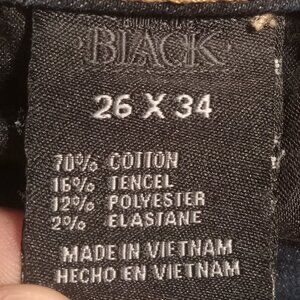 BLACK
26 X 34
70% COTTON
16% TENCEL
12% POLYESTER
2% ELASTANE
MADE IN VIETNAM
HECHO EN VIETNAM